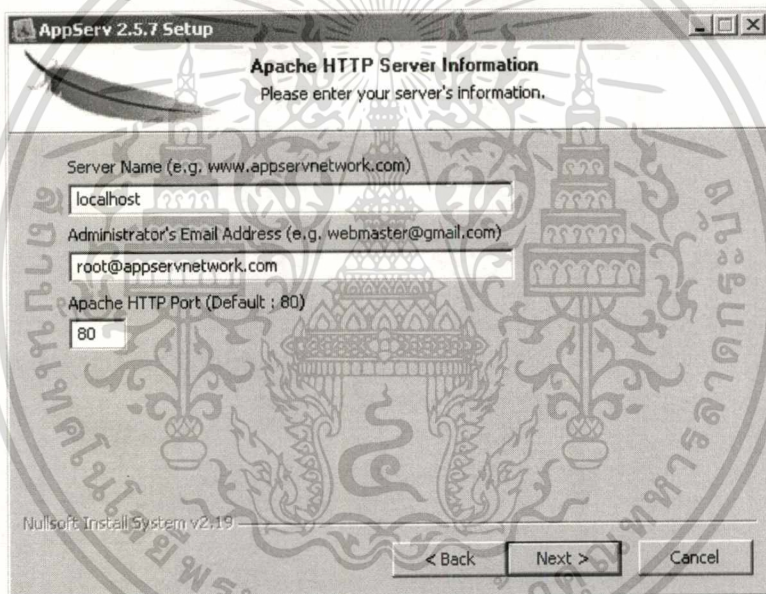 AppServ 2.5.7 Setup
Apache HTTP Server Information
Please enter your server's information.
Server Name (e.g. www.appservnetwork.com)
localhost
Administrator's Email Address (e.g. webmaster@gmail.com)
root@appservnetwork.com
Apache HTTP Port (Default : 80)
80
Nullsoft Install System v2.19
< Back
Next >
Cancel